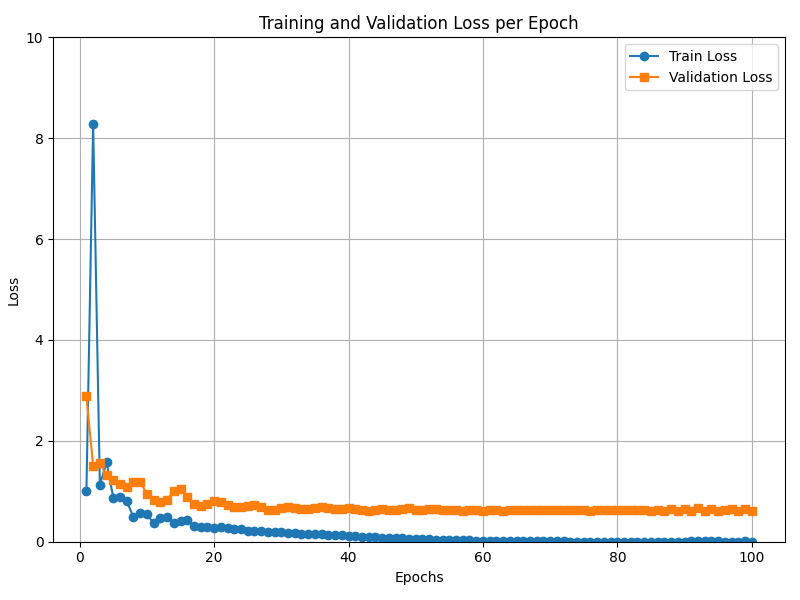 Training and Validation Loss per Epoch
Train Loss
Validation Loss
10
8
6
4
2
0
Loss
0 20 40 60 80 100
Epochs